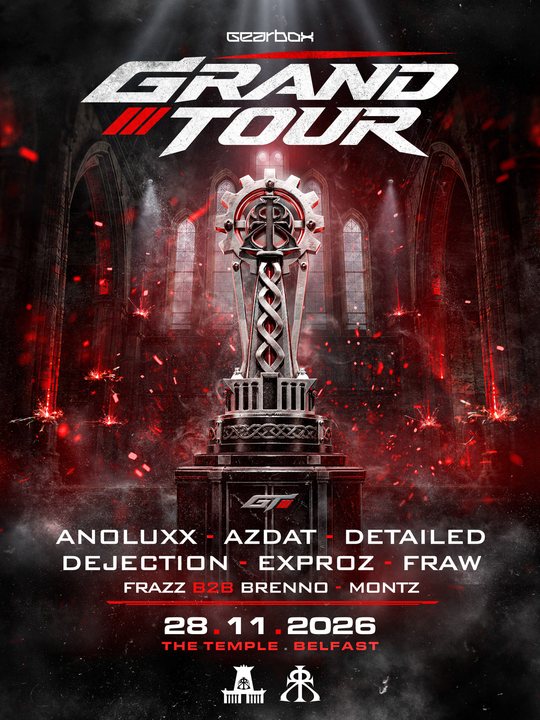 GEARBOX
GRAND
TOUR
GT
ANOLUXX - AZDAT - DETAILED
DEJECTION - EXPROZ - FRAW
FRAZZ B2B BRENNO - MONTZ
28.11.2026
THE TEMPLE . BELFAST